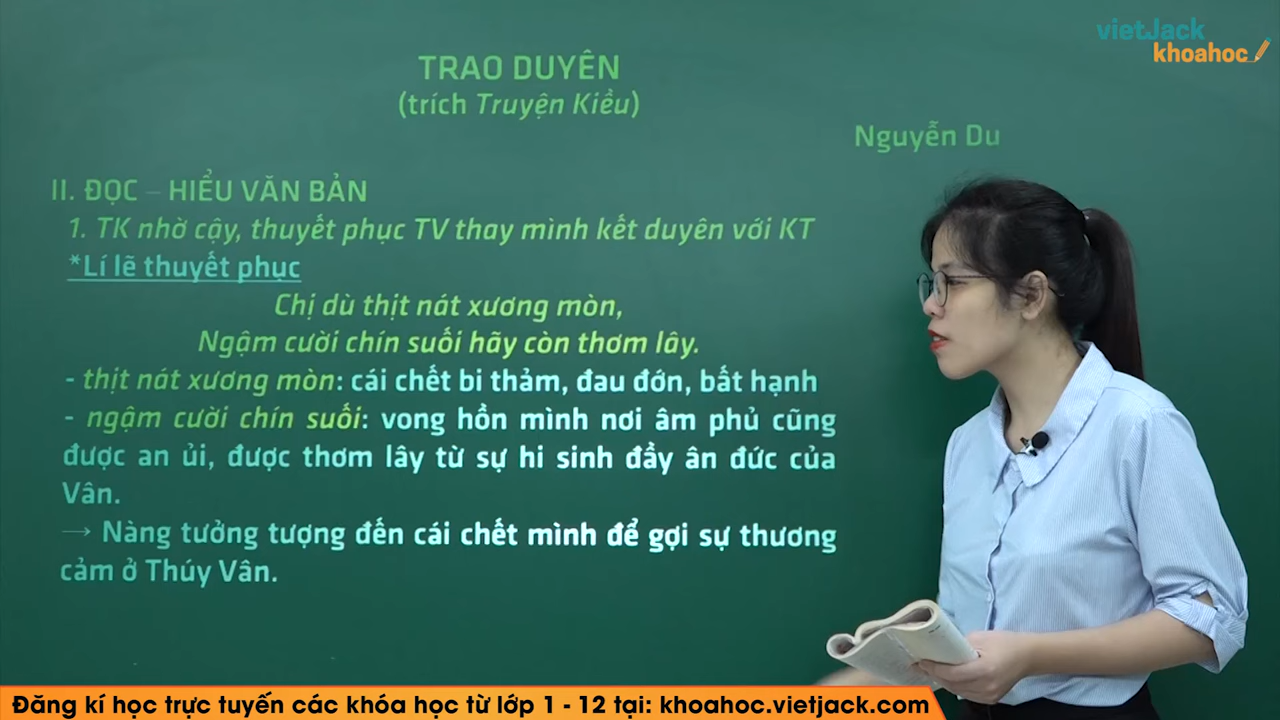 vietJack
khoahoc
TRAO DUYÊN
(trích Truyện Kiều)
Nguyễn Du
II. ĐỌC – HIỂU VĂN BẢN
1. TK nhờ cậy, thuyết phục TV thay mình kết duyên với KT
*Lí lẽ thuyết phục
Chị dù thịt nát xương mòn,
Ngậm cười chín suối hãy còn thơm lây.
- thịt nát xương mòn: cái chết bi thảm, đau đớn, bất hạnh
- ngậm cười chín suối: vong hồn mình nơi âm phủ cũng
được an ủi, được thơm lây từ sự hi sinh đầy ân đức của
Vân.
→ Nàng tưởng tượng đến cái chết mình để gợi sự thương
cảm ở Thúy Vân.
Đăng kí học trực tuyến các khóa học từ lớp 1 - 12 tại: khoahoc.vietjack.com